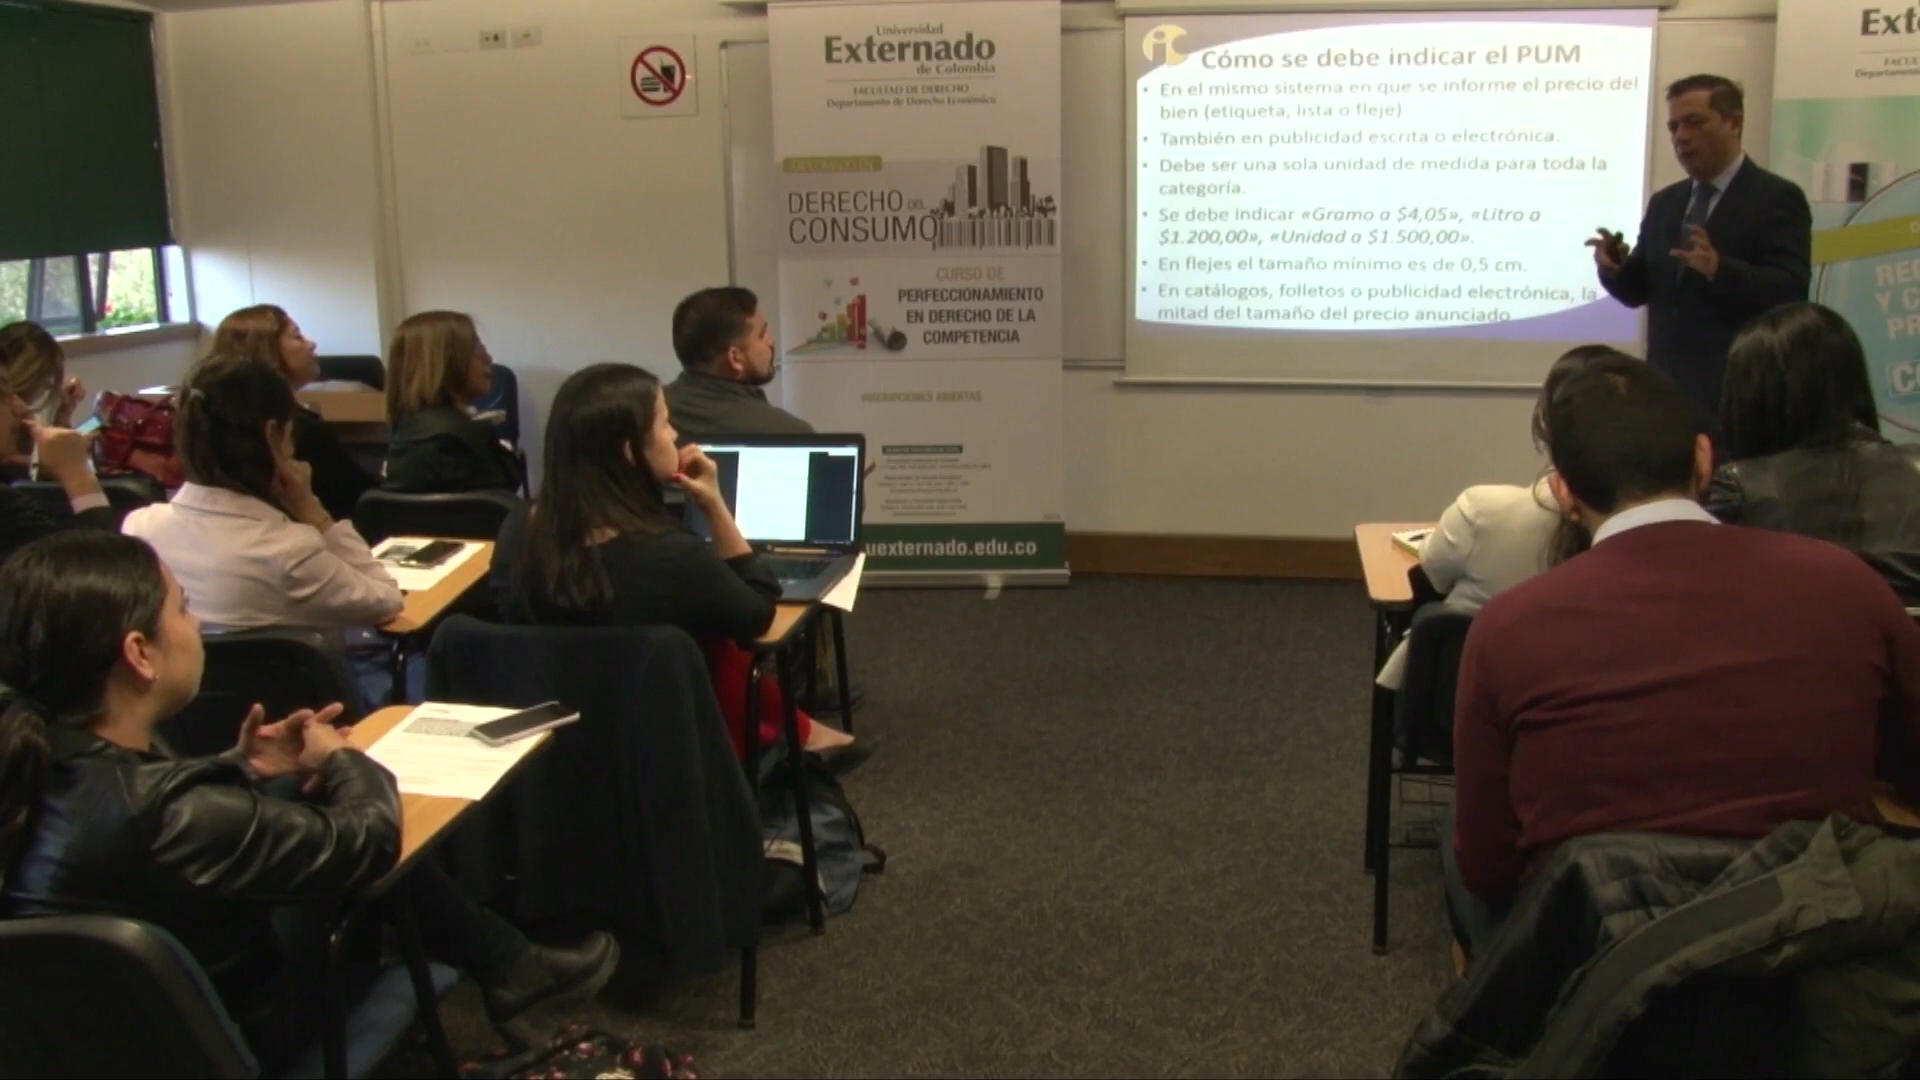 Universidad
Externado
de Colombia
FACULTAD DE DERECHO
Departamento de Derecho Económico
DERECHO DEL
CONSUMO
CURSO DE
PERFECCIONAMIENTO
EN DERECHO DE LA
COMPETENCIA
INSCRIPCIONES ABIERTAS
uexternado.edu.co
Cómo se debe indicar el PUM
• En el mismo sistema en que se informe el precio del
bien (etiqueta, lista o fleje)
• También en publicidad escrita o electrónica.
• Debe ser una sola unidad de medida para toda la
categoría.
• Se debe indicar «Gramo a $4,05», «Litro a
$1.200,00», «Unidad a $1.500,00».
• En flejes el tamaño mínimo es de 0,5 cm.
• En catálogos, folletos o publicidad electrónica, la
mitad del tamaño del precio anunciado
Ext